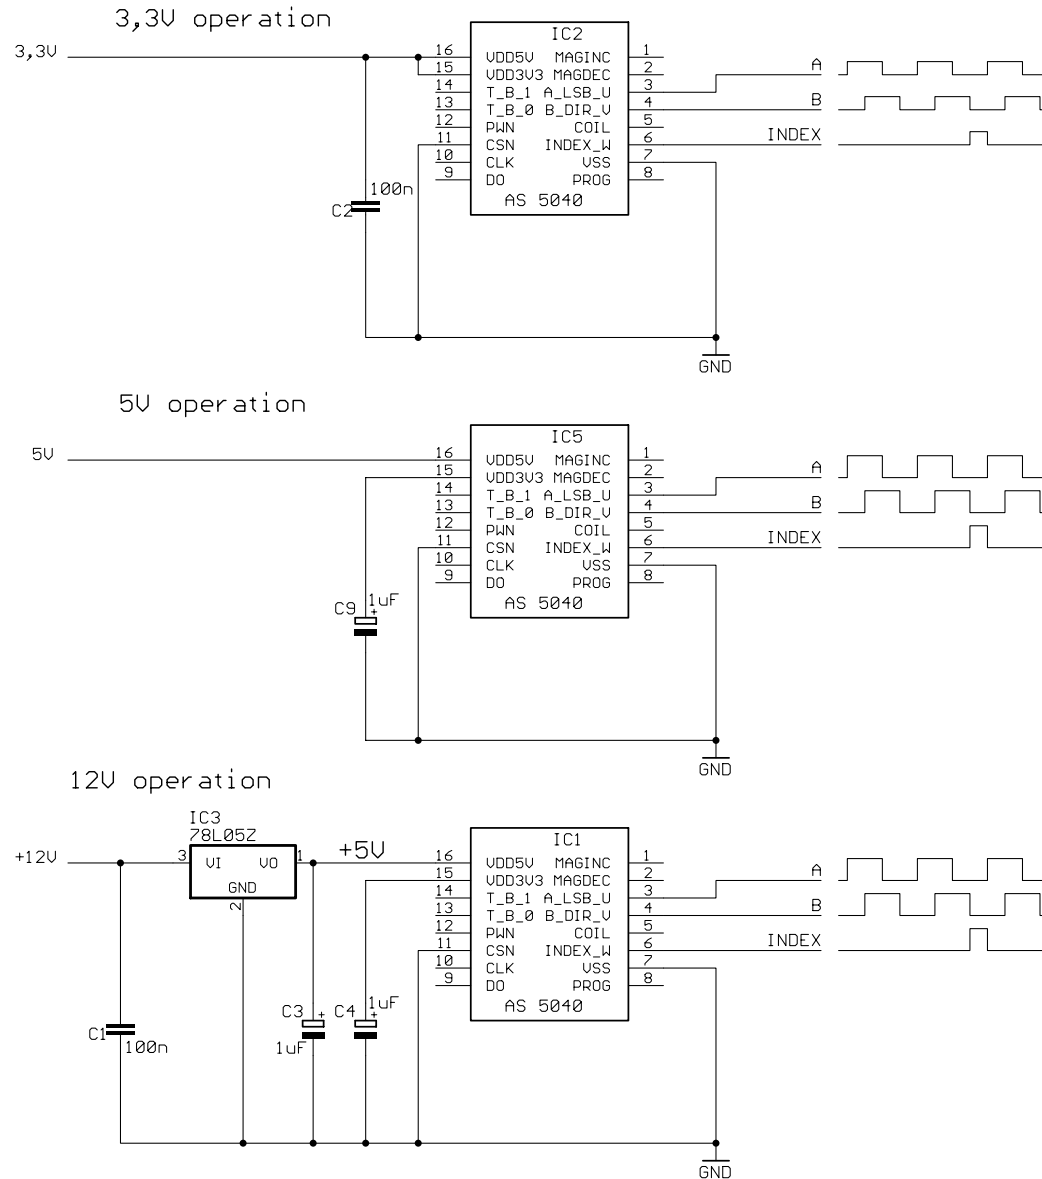 3,3V operation
3,3V
IC2
16 VDD5V MAGINC 1
15 VDD3V3 MAGDEC 2
14 T_B_1 A_LSB_U 3
13 T_B_0 B_DIR_V 4
12 PWN COIL 5
11 CSN INDEX_W 6
10 CLK VSS 7
9 DO PROG 8
AS 5040
A
B
INDEX
100n
C2
GND
5V operation
5V
IC5
16 VDD5V MAGINC 1
15 VDD3V3 MAGDEC 2
14 T_B_1 A_LSB_U 3
13 T_B_0 B_DIR_V 4
12 PWN COIL 5
11 CSN INDEX_W 6
10 CLK VSS 7
9 DO PROG 8
AS 5040
A
B
INDEX
C9 1uF
+
GND
12V operation
IC3
78L05Z
+12V
3 VI VO 1
GND
2
+5V
IC1
16 VDD5V MAGINC 1
15 VDD3V3 MAGDEC 2
14 T_B_1 A_LSB_U 3
13 T_B_0 B_DIR_V 4
12 PWN COIL 5
11 CSN INDEX_W 6
10 CLK VSS 7
9 DO PROG 8
AS 5040
A
B
INDEX
C1
100n
C3 +
1uF
C4 +
1uF
GND